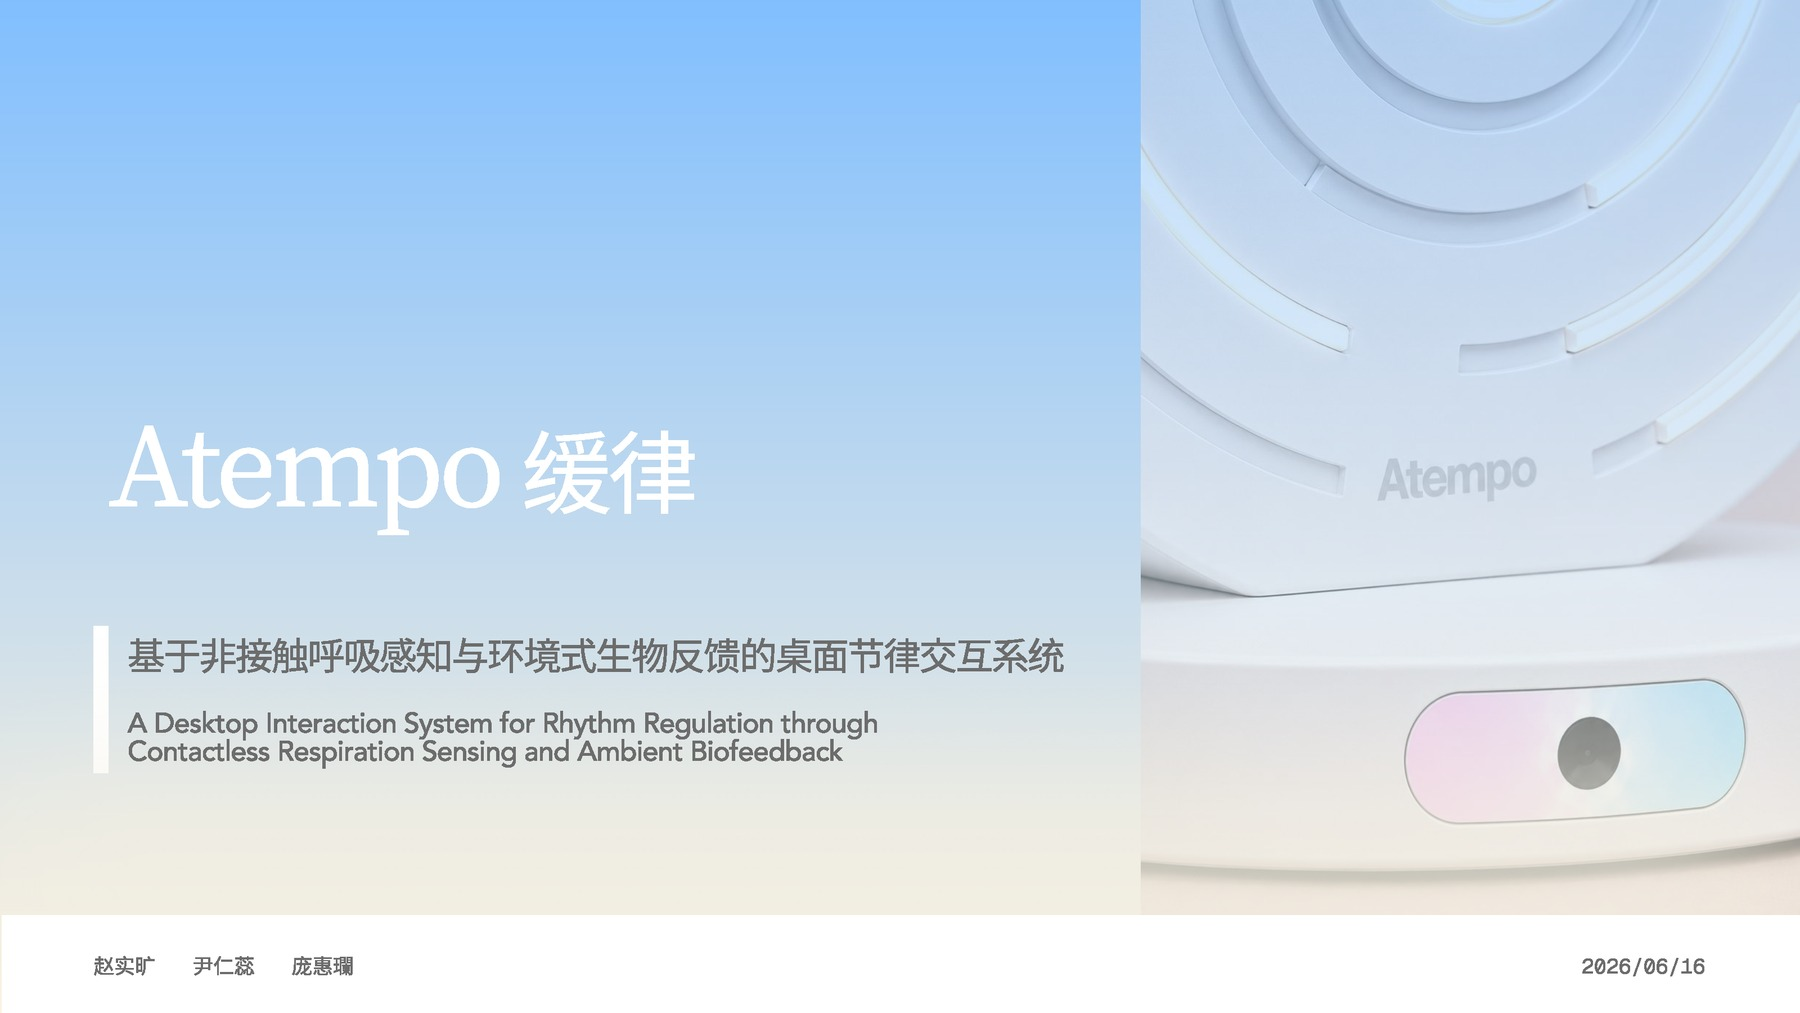 Atempo 缓律
基于非接触呼吸感知与环境式生物反馈的桌面节律交互系统
A Desktop Interaction System for Rhythm Regulation through
Contactless Respiration Sensing and Ambient Biofeedback
Atempo
赵实旷 尹仁蕊 庞惠瓓
2026/06/16